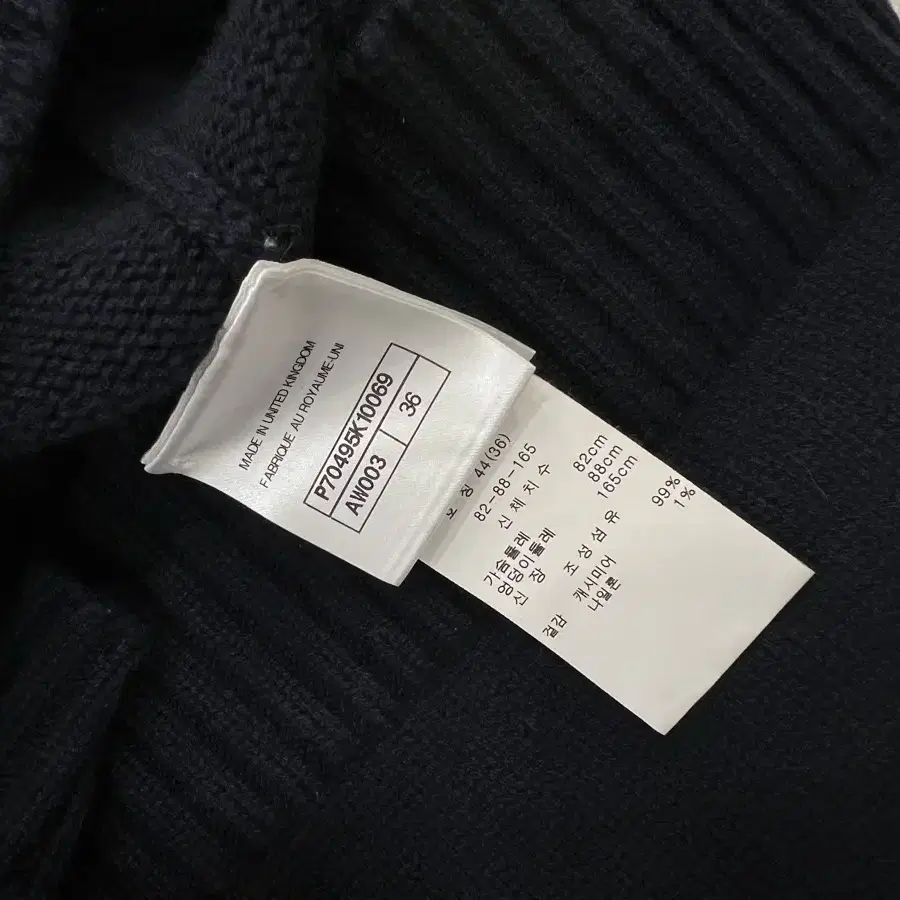 MADE IN UNITED KINGDOM
FABRIQUE AU ROYAUME-UNI
P70495K10069
AW003 36
호칭 44(36)
82-88-165
신체치수
가슴둘레 82cm
엉덩이둘레 88cm
신장 165cm
조성섬유
겉감 캐시미어 99%
나일론 1%